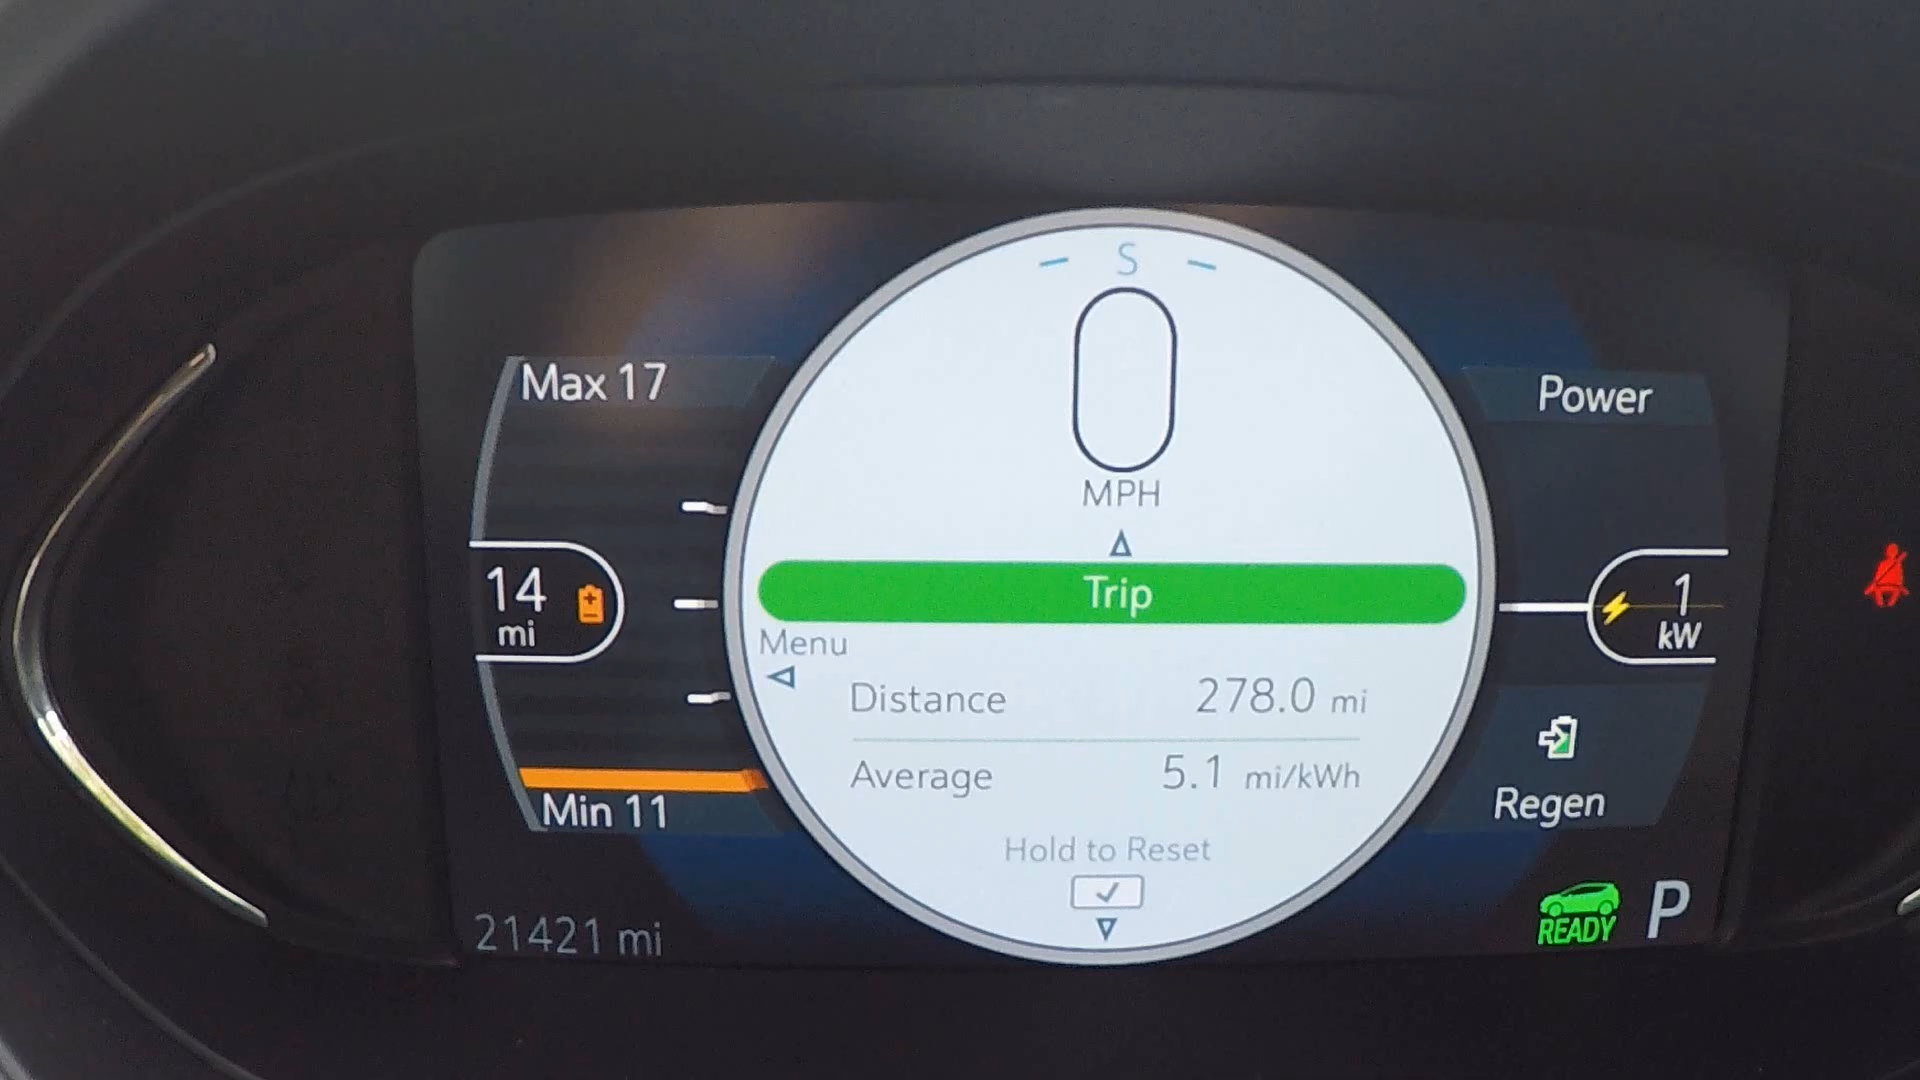 S
0
MPH
Max 17
Power
14
mi
Trip
1
kW
Menu
Distance 278.0 mi
Average 5.1 mi/kWh
Min 11
Regen
Hold to Reset
21421 mi
READY P